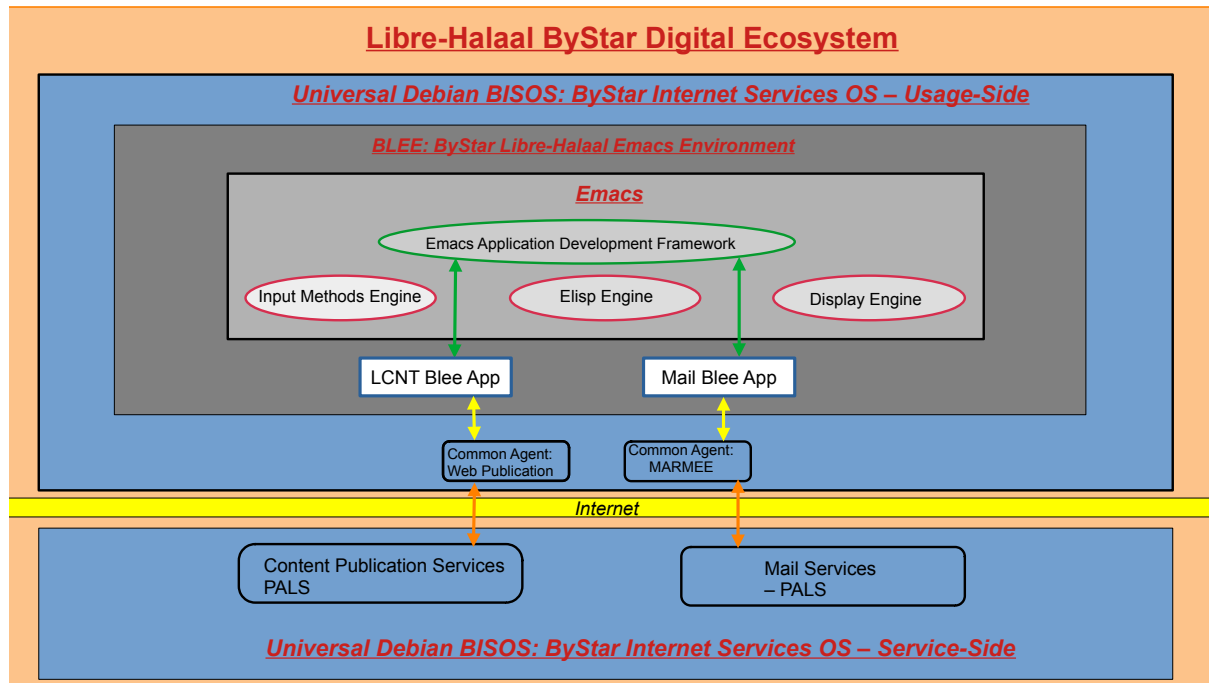 Libre-Halaal ByStar Digital Ecosystem
Universal Debian BISOS: ByStar Internet Services OS – Usage-Side
BLEE: ByStar Libre-Halaal Emacs Environment
Emacs
Emacs Application Development Framework
Input Methods Engine
Elisp Engine
Display Engine
LCNT Blee App
Mail Blee App
Common Agent:
Web Publication
Common Agent:
MARMEE
Internet
Content Publication Services
PALS
Mail Services
– PALS
Universal Debian BISOS: ByStar Internet Services OS – Service-Side